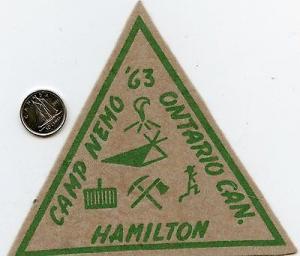 CAMP NEMO '63 ONTARIO CAN.
HAMILTON